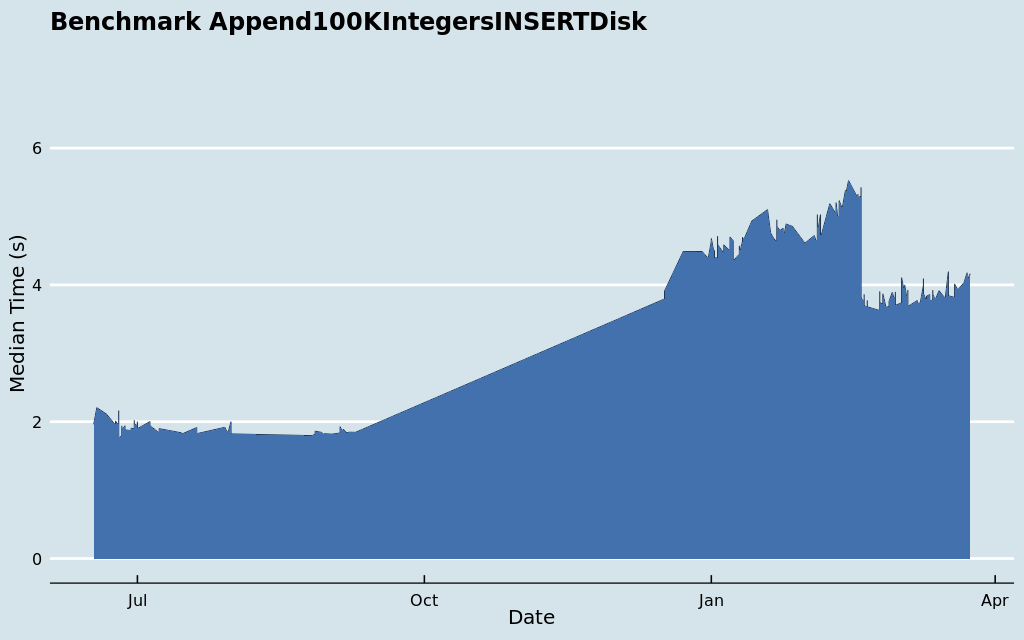 Benchmark Append100KIntegersINSERTDisk
6
4
2
0
Median Time (s)
Jul
Oct
Jan
Apr
Date